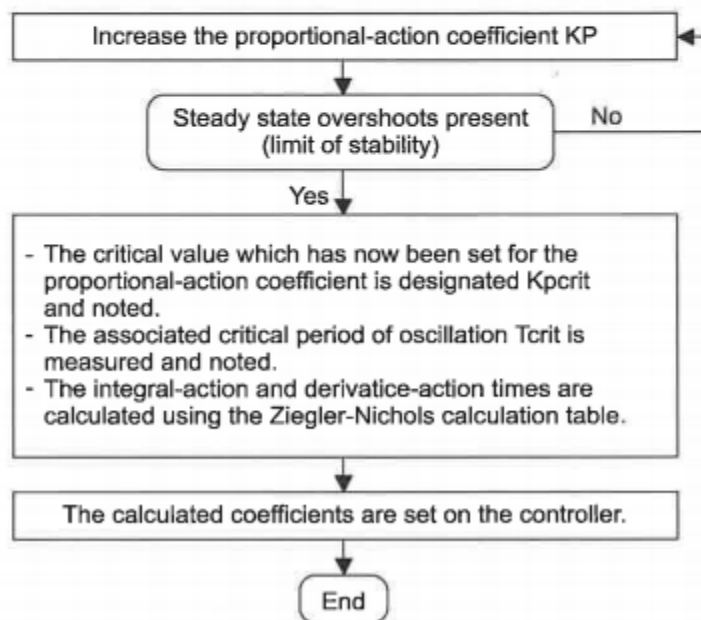 Increase the proportional-action coefficient KP
Steady state overshoots present
(limit of stability)
No
Yes
- The critical value which has now been set for the
proportional-action coefficient is designated Kpcrit
and noted.
- The associated critical period of oscillation Tcrit is
measured and noted.
- The integral-action and derivatice-action times are
calculated using the Ziegler-Nichols calculation table.
The calculated coefficients are set on the controller.
End